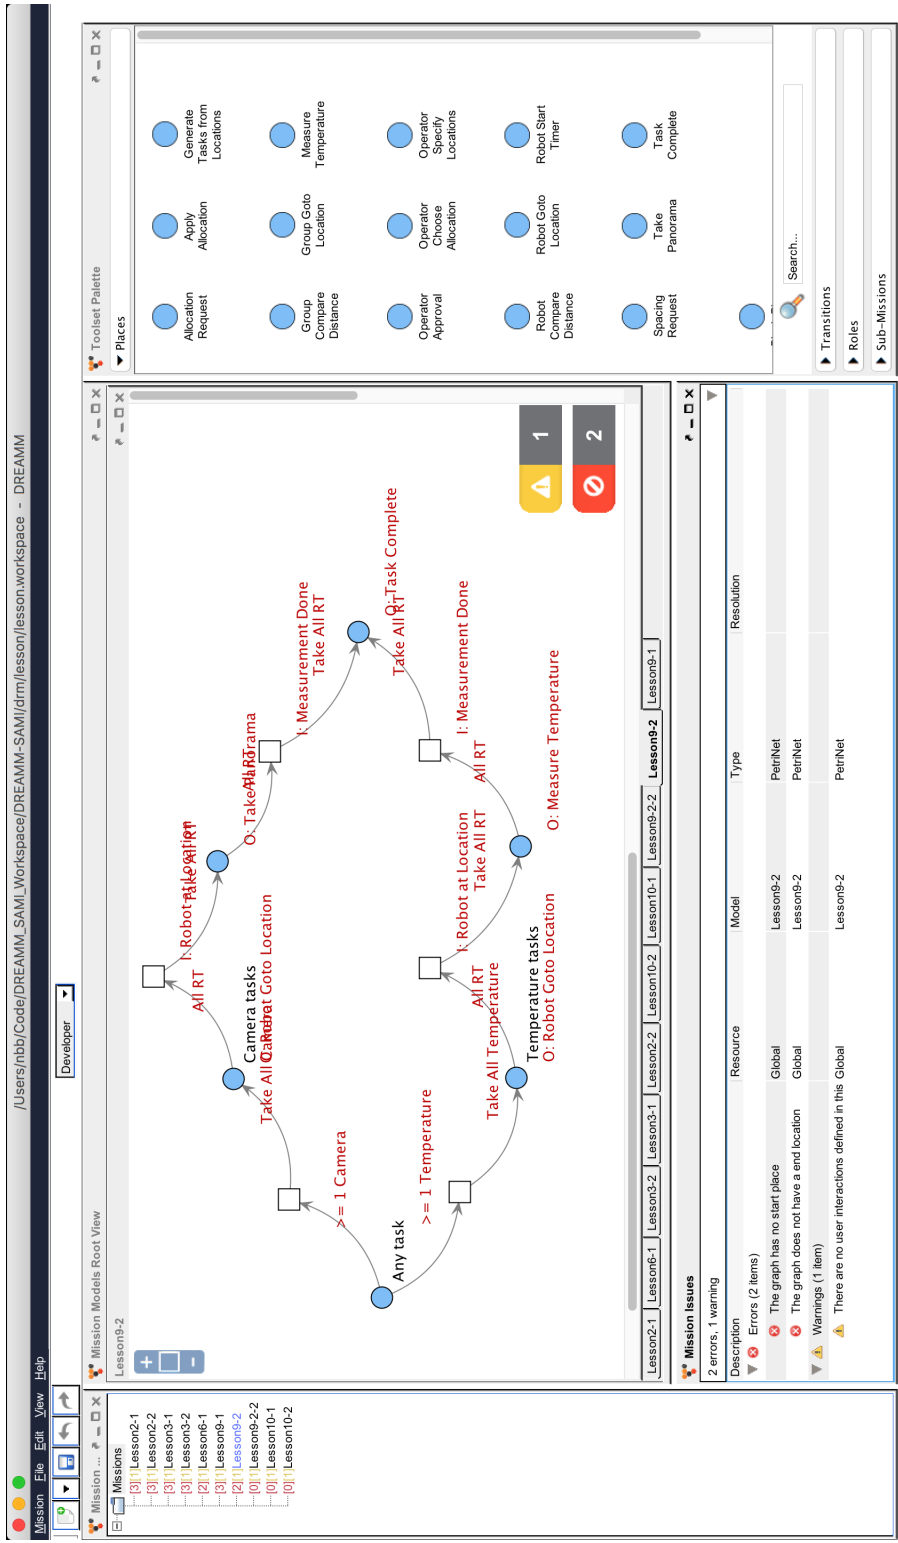 /Users/nbb/Code/DREAMM_SAMI_Workspace/DREAMM-SAMI/drm/lesson/lesson.workspace - DREAMM
Mission File Edit View Help
Developer
Mission ...
Missions
[3][1]Lesson2-1
[3][1]Lesson2-2
[3][1]Lesson3-1
[3][1]Lesson3-2
[2][1]Lesson6-1
[3][1]Lesson9-1
[2][1]Lesson9-2
[0][1]Lesson9-2-2
[0][1]Lesson10-1
[0][1]Lesson10-2
Mission Models Root View
Lesson9-2
Any task
>= 1 Camera
>= 1 Temperature
Take All Camera
Camera tasks
O: Robot Goto Location
All RT
I: Robot at Location
Take All RT
O: Take Panorama
All RT
I: Measurement Done
Take All RT
O: Task Complete
Take All RT
Take All Temperature
Temperature tasks
O: Robot Goto Location
All RT
I: Robot at Location
Take All RT
O: Measure Temperature
All RT
I: Measurement Done
1
2
Lesson2-1
Lesson6-1
Lesson3-2
Lesson3-1
Lesson2-2
Lesson10-2
Lesson10-1
Lesson9-2-2
Lesson9-2
Lesson9-1
Mission Issues
2 errors, 1 warning
Description Resource Model Type Resolution
Errors (2 items)
The graph has no start place Global Lesson9-2 PetriNet
The graph does not have a end location Global Lesson9-2 PetriNet
Warnings (1 item)
There are no user interactions defined in this Global Lesson9-2 PetriNet
Toolset Palette
Places
Allocation Request
Apply Allocation
Generate Tasks from Locations
Group Compare Distance
Group Goto Location
Measure Temperature
Operator Approval
Operator Choose Allocation
Operator Specify Locations
Robot Compare Distance
Robot Goto Location
Robot Start Timer
Spacing Request
Take Panorama
Task Complete
Search...
Transitions
Roles
Sub-Missions